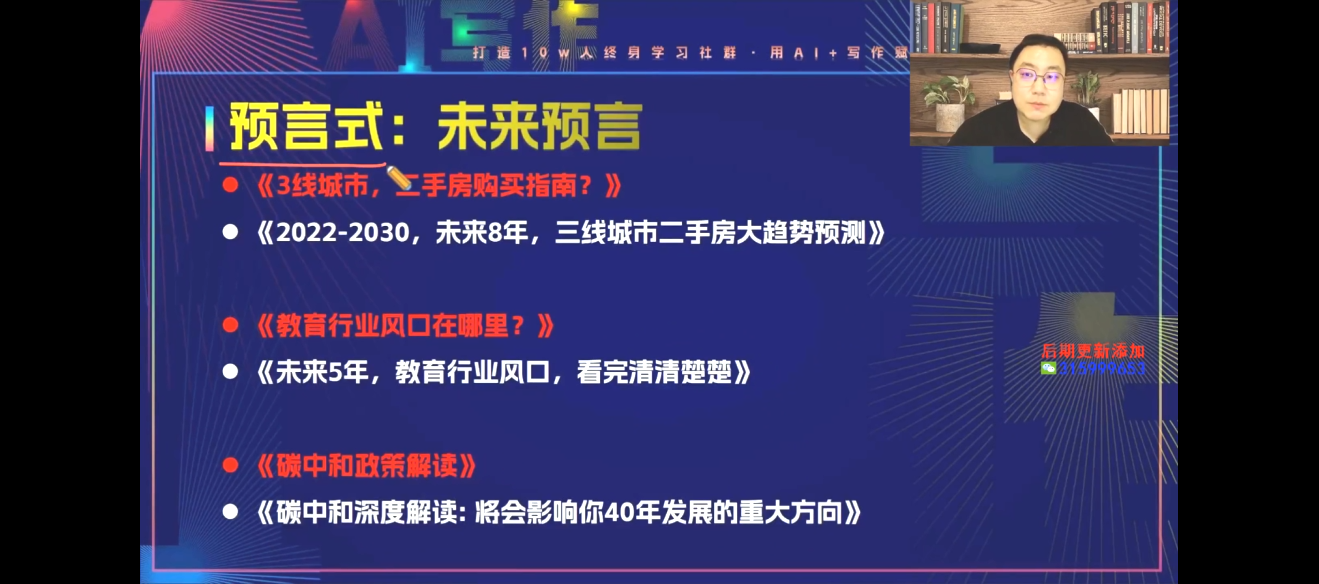 AI写作
打造10w人终身学习社群·用AI+写作赋
预言式：未来预言
《3线城市，二手房购买指南？》
《2022-2030，未来8年，三线城市二手房大趋势预测》
《教育行业风口在哪里？》
《未来5年，教育行业风口，看完清清楚楚》
《碳中和政策解读》
《碳中和深度解读: 将会影响你40年发展的重大方向》
后期更新添加
315999653